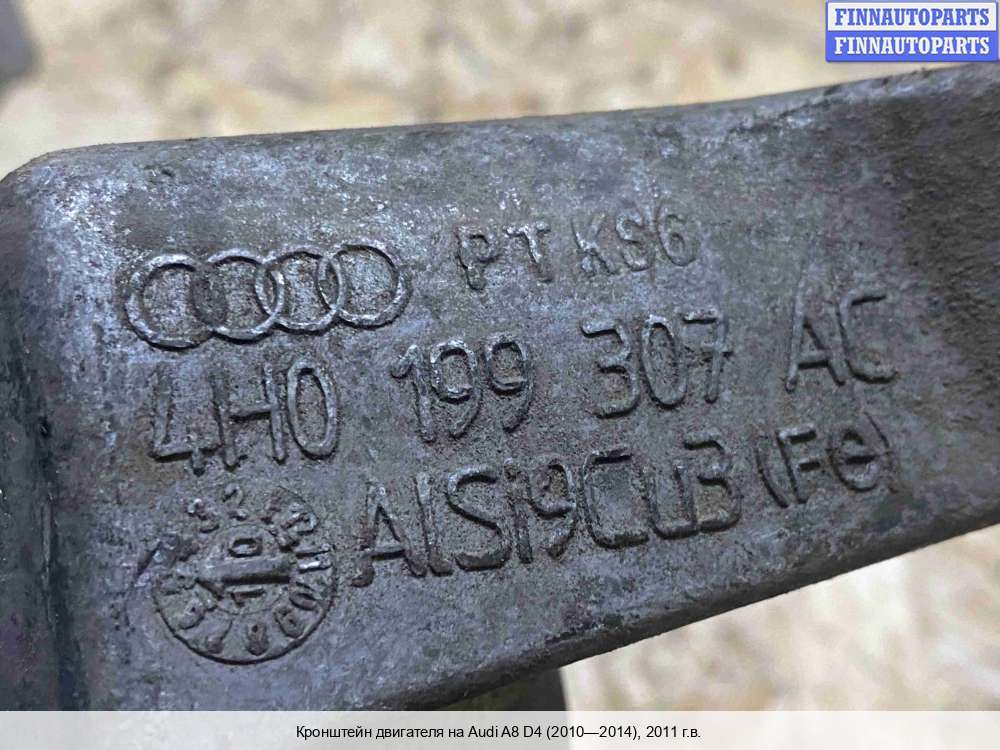 FINNAUTOPARTS
FINNAUTOPARTS
PT KS6
4H0 199 307 AC
AlSi9Cu3 (Fe)
Кронштейн двигателя на Audi A8 D4 (2010—2014), 2011 г.в.